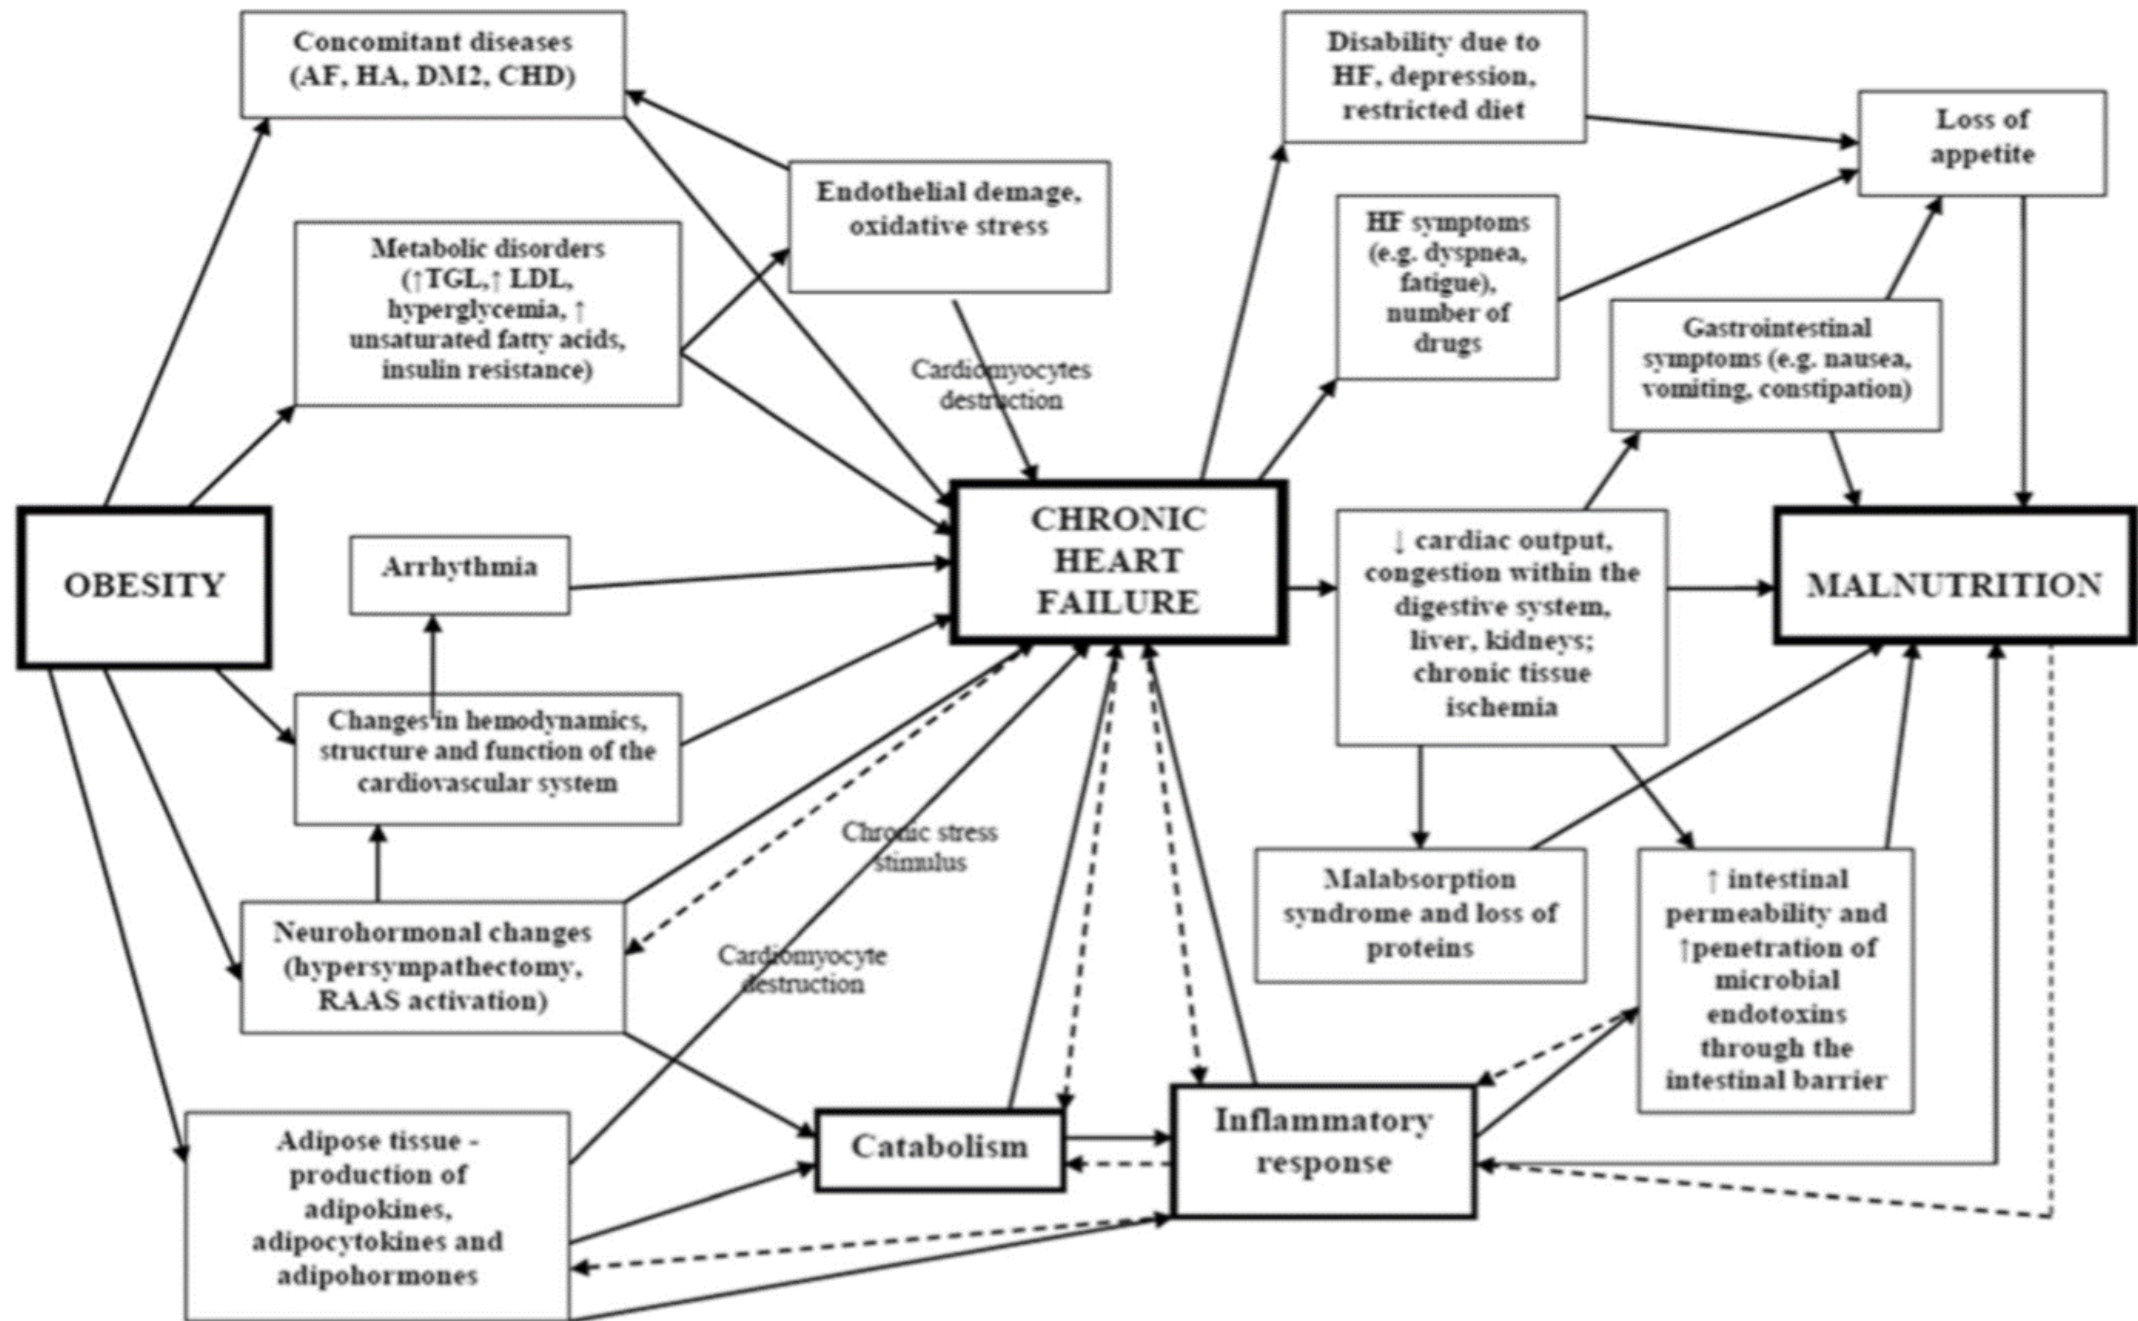 Concomitant diseases
(AF, HA, DM2, CHD)
Disability due to
HF, depression,
restricted diet
Loss of
appetite
Endothelial demage,
oxidative stress
Metabolic disorders
(↑TGL,↑ LDL,
hyperglycemia, ↑
unsaturated fatty acids,
insulin resistance)
HF symptoms
(e.g. dyspnea,
fatigue),
number of
drugs
Gastrointestinal
symptoms (e.g. nausea,
vomiting, constipation)
Cardiomyocytes
destruction
OBESITY
Arrhythmia
CHRONIC
HEART
FAILURE
↓ cardiac output,
congestion within the
digestive system,
liver, kidneys;
chronic tissue
ischemia
MALNUTRITION
Changes in hemodynamics,
structure and function of the
cardiovascular system
Chronic stress
stimulus
Neurohormonal changes
(hypersympathectomy,
RAAS activation)
Cardiomyocyte
destruction
Malabsorption
syndrome and loss of
proteins
↑ intestinal
permeability and
↑penetration of
microbial
endotoxins
through the
intestinal barrier
Adipose tissue -
production of
adipokines,
adipocytokines and
adipohormones
Catabolism
Inflammatory
response